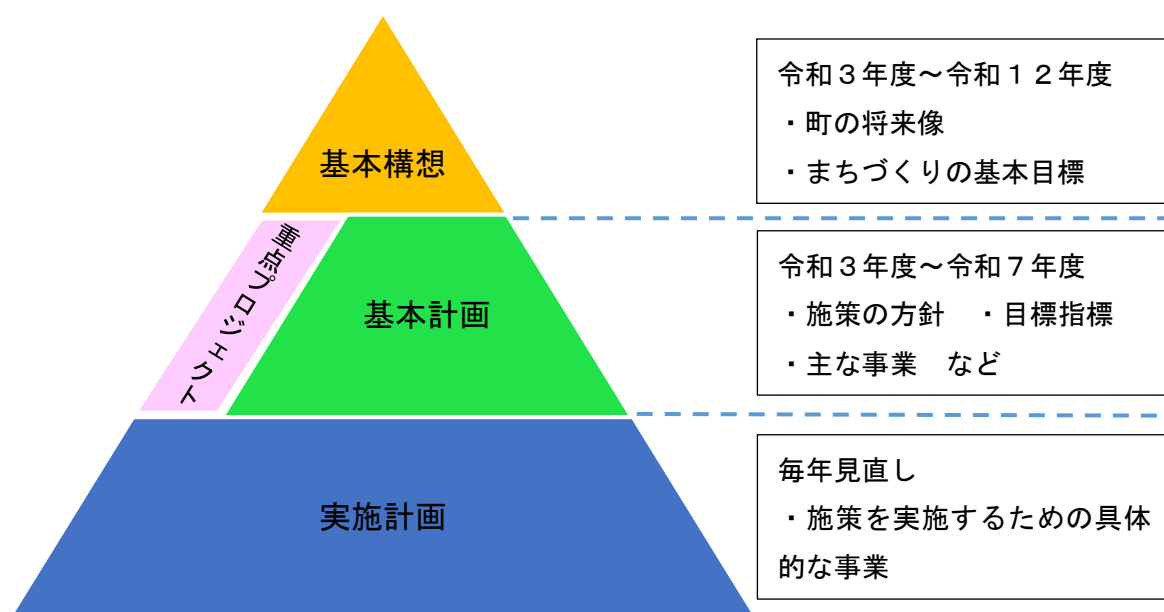 基本構想
令和３年度～令和１２年度
・町の将来像
・まちづくりの基本目標
重点プロジェクト
基本計画
令和３年度～令和７年度
・施策の方針　・目標指標
・主な事業　など
実施計画
毎年見直し
・施策を実施するための具体
的な事業